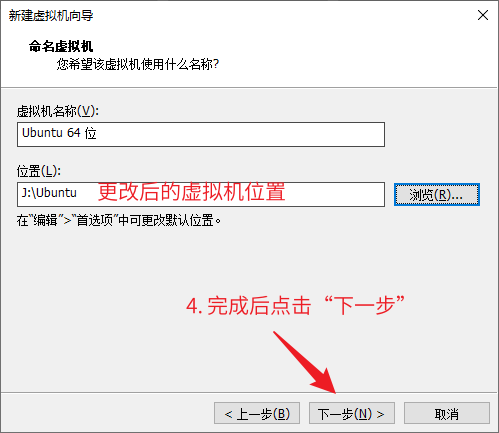 新建虚拟机向导
命名虚拟机
您希望该虚拟机使用什么名称?
虚拟机名称(V):
Ubuntu 64 位
位置(L):
J:\Ubuntu 更改后的虚拟机位置
浏览(R)...
在“编辑”>“首选项”中可更改默认位置。
4. 完成后点击“下一步”
< 上一步(B) 下一步(N) > 取消